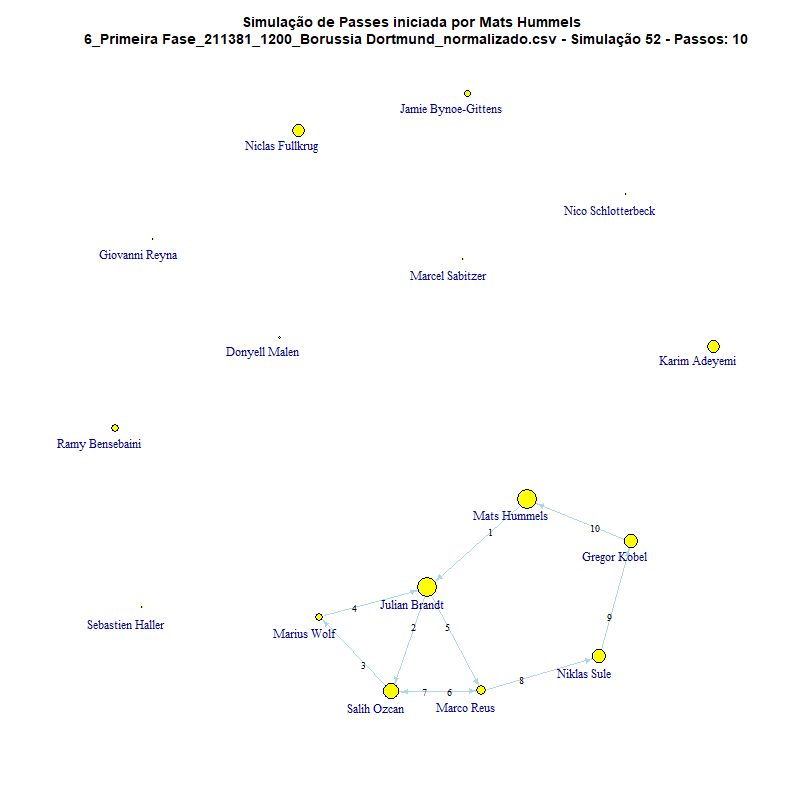 Simulação de Passes iniciada por Mats Hummels
6_Primeira Fase_211381_1200_Borussia Dortmund_normalizado.csv - Simulação 52 - Passos: 10
Jamie Bynoe-Gittens
Niclas Fullkrug
Nico Schlotterbeck
Giovanni Reyna
Marcel Sabitzer
Donyell Malen
Karim Adeyemi
Ramy Bensebaini
Mats Hummels
10
1
Gregor Kobel
Julian Brandt
4
9
Sebastien Haller
Marius Wolf
2
5
3
Niklas Sule
8
7
6
Salih Ozcan
Marco Reus